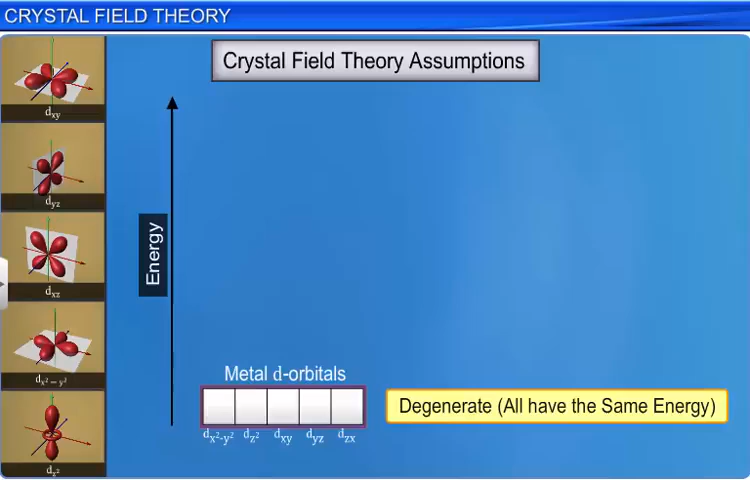 CRYSTAL FIELD THEORY
Crystal Field Theory Assumptions
dxy
dyz
dxz
dx²−y²
dz²
Energy
Metal d-orbitals
dx²-y² dz² dxy dyz dzx
Degenerate (All have the Same Energy)